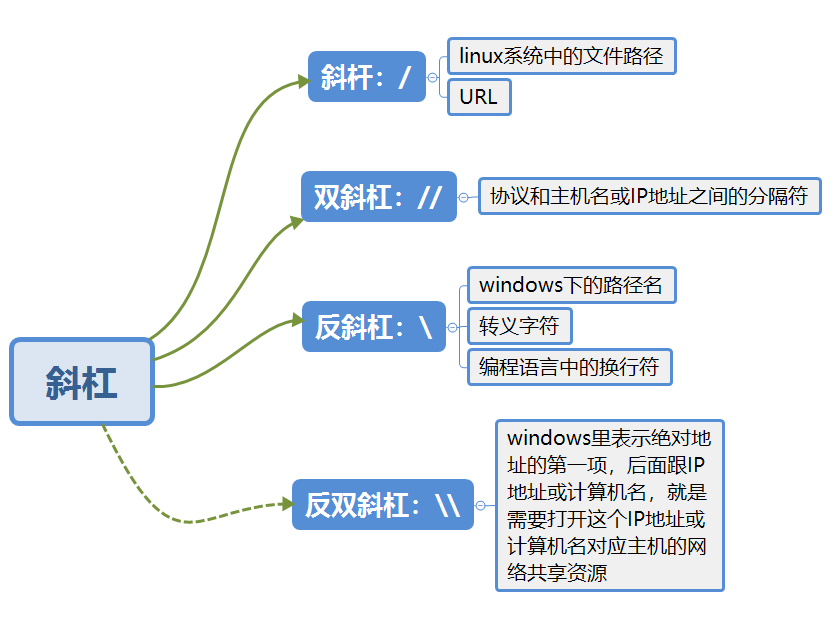 斜杠
斜杆：/
linux系统中的文件路径
URL
双斜杠：//
协议和主机名或IP地址之间的分隔符
反斜杠：\
windows下的路径名
转义字符
编程语言中的换行符
反双斜杠：\\
windows里表示绝对地
址的第一项，后面跟IP
地址或计算机名，就是
需要打开这个IP地址或
计算机名对应主机的网
络共享资源